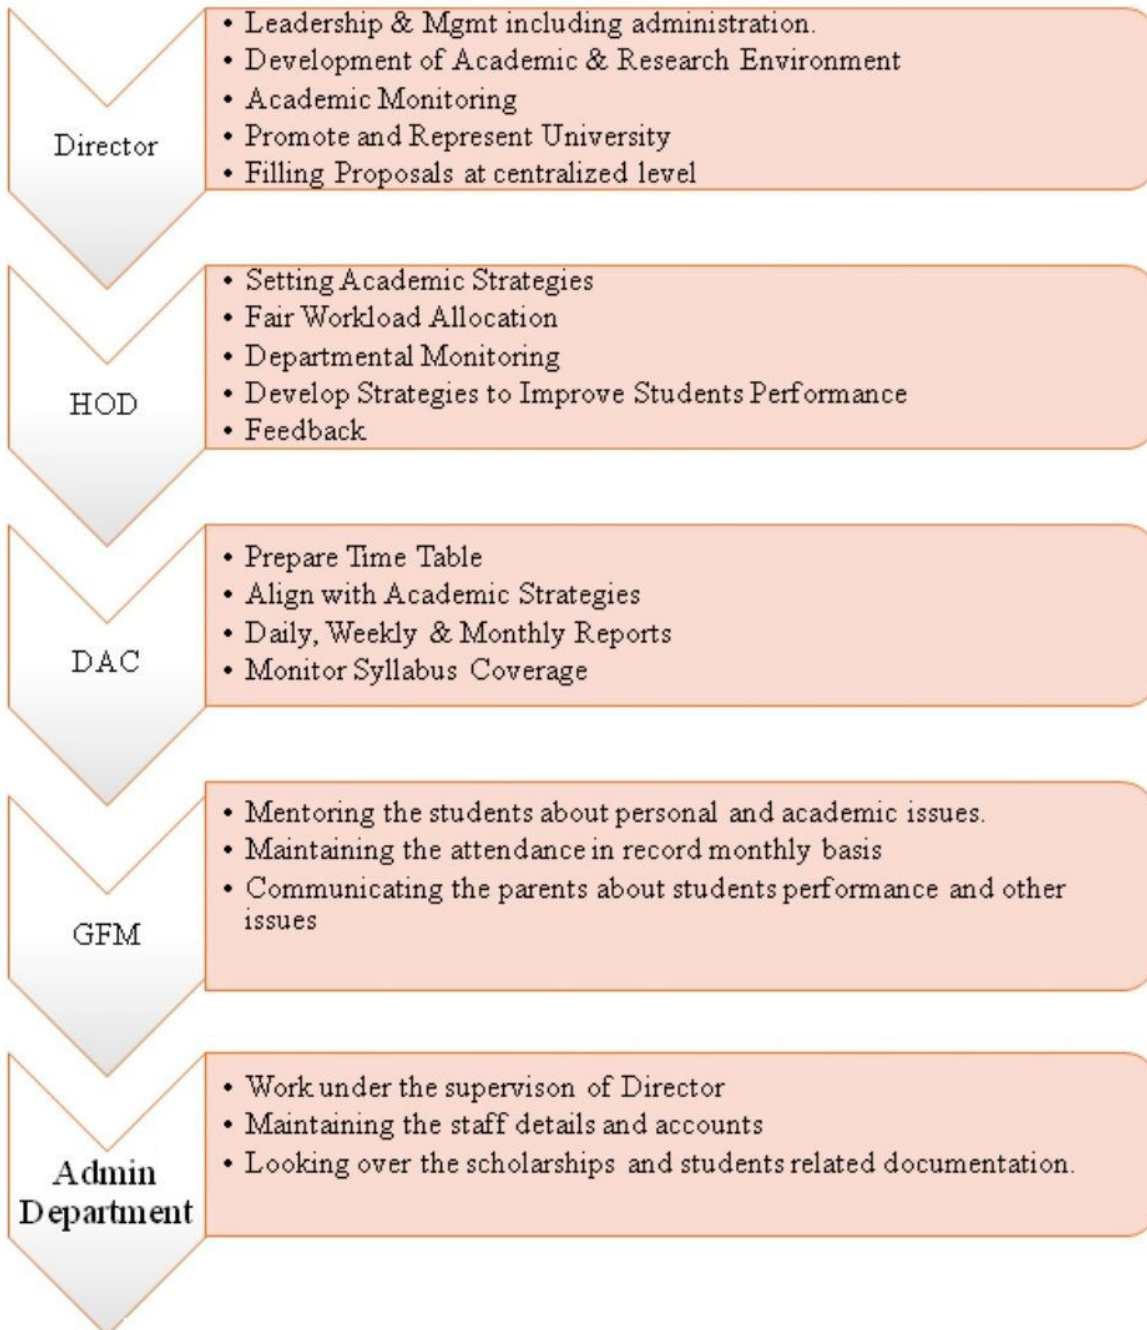 Director
• Leadership & Mgmt including administration.
• Development of Academic & Research Environment
• Academic Monitoring
• Promote and Represent University
• Filling Proposals at centralized level
HOD
• Setting Academic Strategies
• Fair Workload Allocation
• Departmental Monitoring
• Develop Strategies to Improve Students Performance
• Feedback
DAC
• Prepare Time Table
• Align with Academic Strategies
• Daily, Weekly & Monthly Reports
• Monitor Syllabus Coverage
GFM
• Mentoring the students about personal and academic issues.
• Maintaining the attendance in record monthly basis
• Communicating the parents about students performance and other
issues
Admin
Department
• Work under the supervison of Director
• Maintaining the staff details and accounts
• Looking over the scholarships and students related documentation.